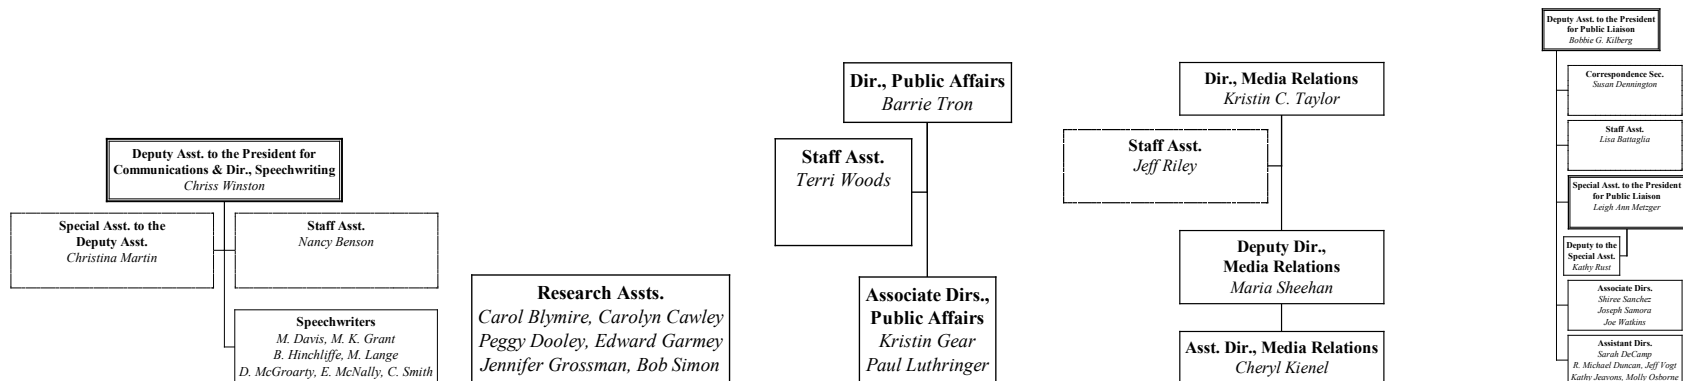 Deputy Asst. to the President for
Communications & Dir., Speechwriting
Chriss Winston
Special Asst. to the
Deputy Asst.
Christina Martin
Staff Asst.
Nancy Benson
Speechwriters
M. Davis, M. K. Grant
B. Hinchliffe, M. Lange
D. McGroarty, E. McNally, C. Smith
Research Assts.
Carol Blymire, Carolyn Cawley
Peggy Dooley, Edward Garmey
Jennifer Grossman, Bob Simon
Dir., Public Affairs
Barrie Tron
Staff Asst.
Terri Woods
Associate Dirs.,
Public Affairs
Kristin Gear
Paul Luthringer
Dir., Media Relations
Kristin C. Taylor
Staff Asst.
Jeff Riley
Deputy Dir.,
Media Relations
Maria Sheehan
Asst. Dir., Media Relations
Cheryl Kienel
Deputy Asst. to the President
for Public Liaison
Bobbie G. Kilberg
Correspondence Sec.
Susan Dennington
Staff Asst.
Lisa Battaglia
Special Asst. to the President
for Public Liaison
Leigh Ann Metzger
Deputy to the
Special Asst.
Kathy Rust
Associate Dirs.
Shiree Sanchez
Joseph Samora
Joe Watkins
Assistant Dirs.
Sarah DeCamp
R. Michael Duncan, Jeff Vogt
Kathy Jeavons, Molly Osborne